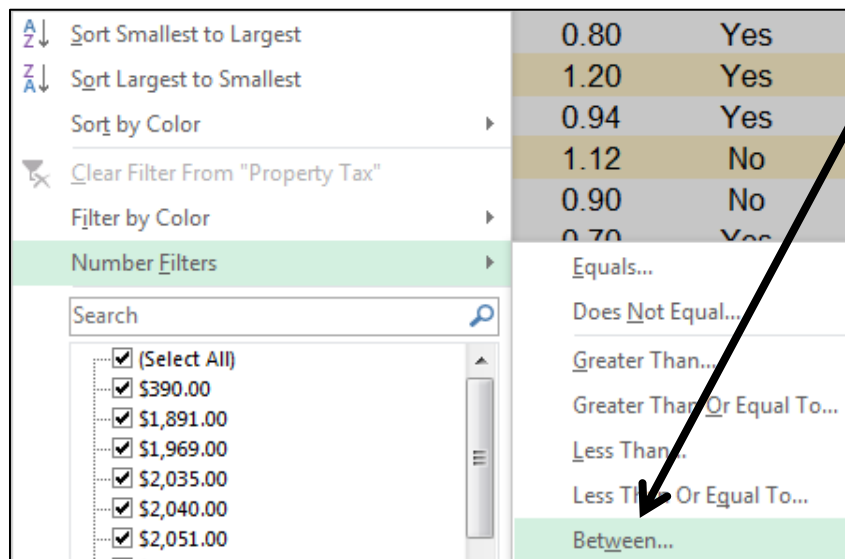 Sort Smallest to Largest
Sort Largest to Smallest
Sort by Color
Clear Filter From "Property Tax"
Filter by Color
Number Filters
Search
(Select All)
$390.00
$1,891.00
$1,969.00
$2,035.00
$2,040.00
$2,051.00
0.80 Yes
1.20 Yes
0.94 Yes
1.12 No
0.90 No
0.70 Yes
Equals...
Does Not Equal...
Greater Than...
Greater Than Or Equal To...
Less Than...
Less Than Or Equal To...
Between...